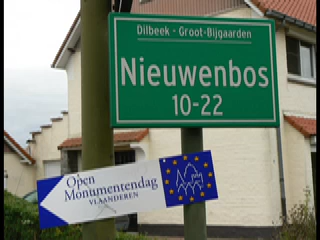 Dilbeek - Groot-Bijgaarden
Nieuwenbos
10-22
Open
Monumentendag
VLAANDEREN